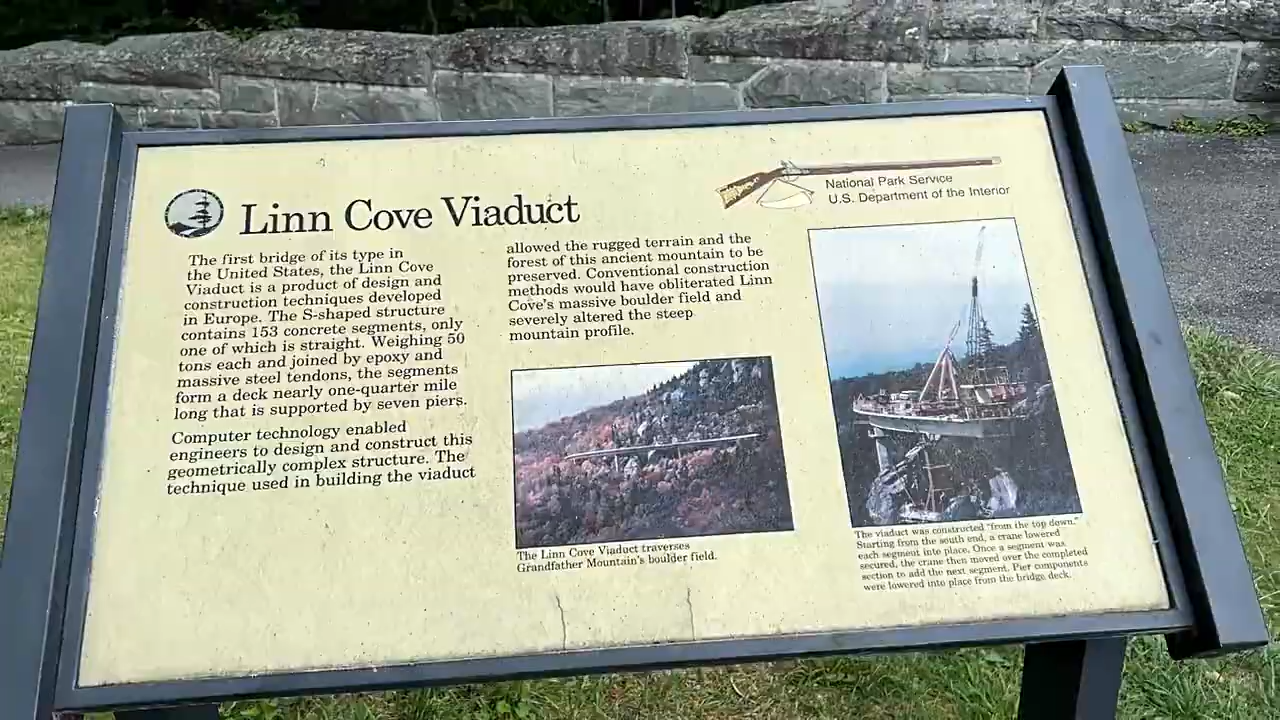 Linn Cove Viaduct
The first bridge of its type in
the United States, the Linn Cove
Viaduct is a product of design and
construction techniques developed
in Europe. The S-shaped structure
contains 153 concrete segments, only
one of which is straight. Weighing 50
tons each and joined by epoxy and
massive steel tendons, the segments
form a deck nearly one-quarter mile
long that is supported by seven piers.
Computer technology enabled
engineers to design and construct this
geometrically complex structure. The
technique used in building the viaduct
allowed the rugged terrain and the
forest of this ancient mountain to be
preserved. Conventional construction
methods would have obliterated Linn
Cove's massive boulder field and
severely altered the steep
mountain profile.
The Linn Cove Viaduct traverses
Grandfather Mountain's boulder field.
National Park Service
U.S. Department of the Interior
The viaduct was constructed "from the top down."
Starting from the south end, a crane lowered
each segment into place. Once a segment was
secured, the crane then moved over the completed
section to add the next segment. Pier components
were lowered into place from the bridge deck.